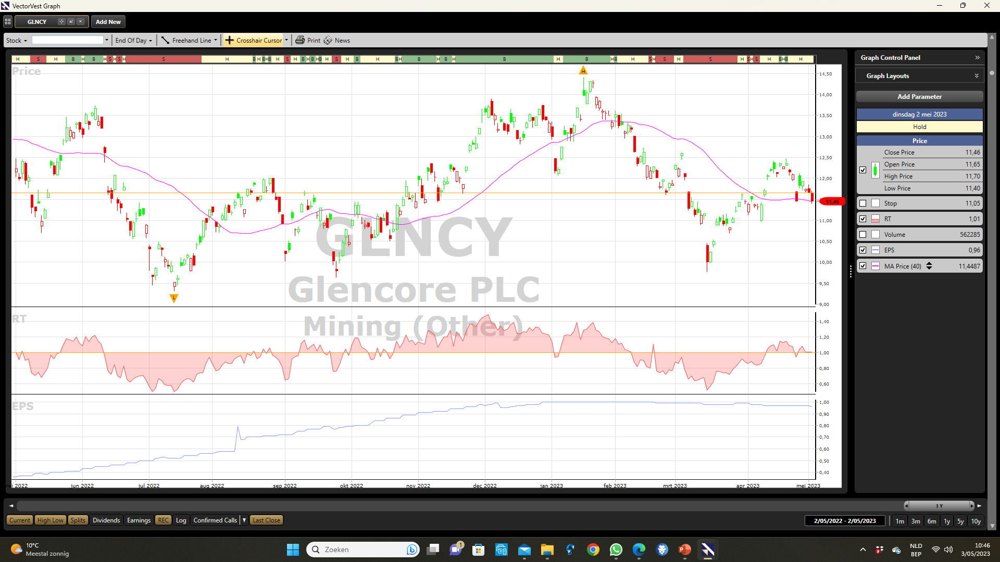 VectorVest Graph
GLNCY
Add New
Stock
End Of Day
Freehand Line
Crosshair Cursor
Print
News
H S H B H B H S H S H S H B H B H B H S H B H B H B H S H B H B H B H B H B H B H H B S H S H S H S H B H B H
Price
GLNCY
Glencore PLC
Mining (Other)
H
L
14,50
14,00
13,50
13,00
12,50
12,00
11,46
11,00
10,50
10,00
9,50
9,00
RT
1,40
1,20
1,00
0,80
0,60
EPS
1,00
0,90
0,80
0,70
0,60
0,50
0,40
ei 2022 jun 2022 jul 2022 aug 2022 sep 2022 okt 2022 nov 2022 dec 2022 jan 2023 feb 2023 mrt 2023 apr 2023 mei 2023
Graph Control Panel
Graph Layouts
Add Parameter
dinsdag 2 mei 2023
Hold
Price
Close Price 11,46
Open Price 11,65
High Price 11,70
Low Price 11,40
Stop 11,05
RT 1,01
Volume 562285
EPS 0,96
MA Price (40) 11,4487
1 Y
Current High Low Splits Dividends Earnings REC Log Confirmed Calls Last Close
2/05/2022 - 2/05/2023 1m 3m 6m 1y 5y 10y
10°C
Meestal zonnig
Zoeken
1
9
NLD
BEP
10:46
3/05/2023